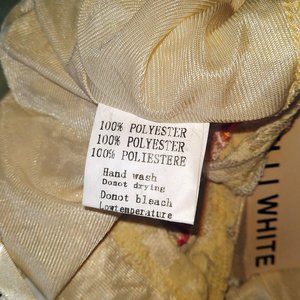 100% POLYESTER
100% POLYESTER
100% POLIESTERE
Hand wash
Donot drying
Donot bleach
Lowtemperature
WHITE